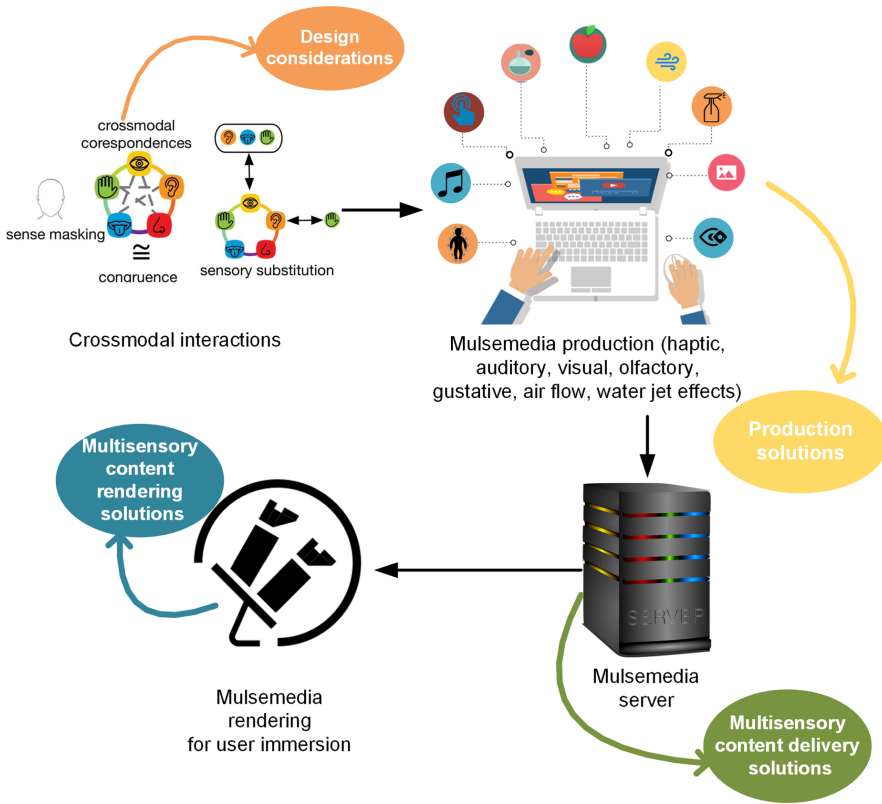 Design
considerations
crossmodal
corespondences
sense masking
≅
congruence
sensory substitution
Crossmodal interactions
Mulsemedia production (haptic,
auditory, visual, olfactory,
gustative, air flow, water jet effects)
Production
solutions
Multisensory
content
rendering
solutions
SERVER
Mulsemedia
server
Mulsemedia
rendering
for user immersion
Multisensory
content delivery
solutions